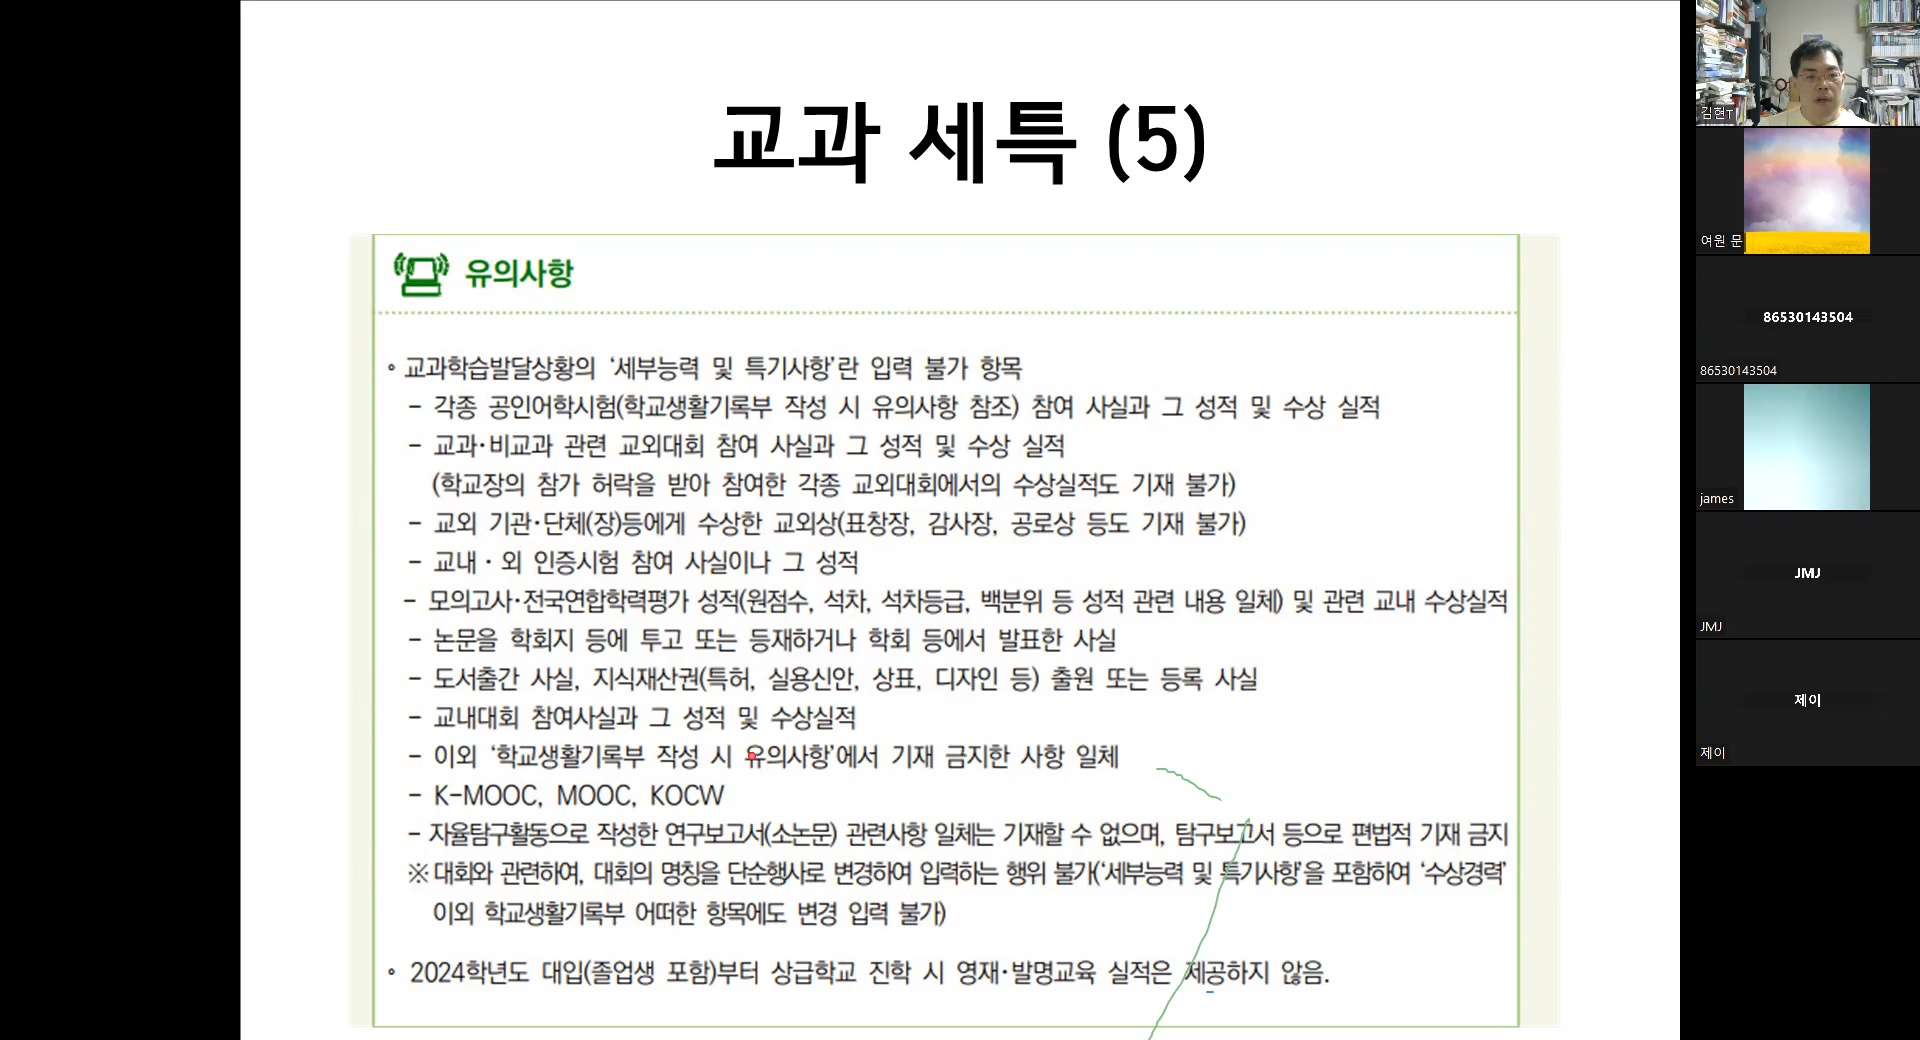 교과 세특 (5)
유의사항
∘ 교과학습발달상황의 ‘세부능력 및 특기사항’란 입력 불가 항목
- 각종 공인어학시험(학교생활기록부 작성 시 유의사항 참조) 참여 사실과 그 성적 및 수상 실적
- 교과·비교과 관련 교외대회 참여 사실과 그 성적 및 수상 실적
(학교장의 참가 허락을 받아 참여한 각종 교외대회에서의 수상실적도 기재 불가)
- 교외 기관·단체(장)등에게 수상한 교외상(표창장, 감사장, 공로상 등도 기재 불가)
- 교내 · 외 인증시험 참여 사실이나 그 성적
- 모의고사·전국연합학력평가 성적(원점수, 석차, 석차등급, 백분위 등 성적 관련 내용 일체) 및 관련 교내 수상실적
- 논문을 학회지 등에 투고 또는 등재하거나 학회 등에서 발표한 사실
- 도서출간 사실, 지식재산권(특허, 실용신안, 상표, 디자인 등) 출원 또는 등록 사실
- 교내대회 참여사실과 그 성적 및 수상실적
- 이외 ‘학교생활기록부 작성 시 유의사항’에서 기재 금지한 사항 일체
- K-MOOC, MOOC, KOCW
- 자율탐구활동으로 작성한 연구보고서(소논문) 관련사항 일체는 기재할 수 없으며, 탐구보고서 등으로 편법적 기재 금지
※ 대회와 관련하여, 대회의 명칭을 단순행사로 변경하여 입력하는 행위 불가(‘세부능력 및 특기사항’을 포함하여 ‘수상경력’
이외 학교생활기록부 어떠한 항목에도 변경 입력 불가)
∘ 2024학년도 대입(졸업생 포함)부터 상급학교 진학 시 영재·발명교육 실적은 제공하지 않음.
김현T
여원 문
86530143504
86530143504
james
JMJ
JMJ
제이
제이